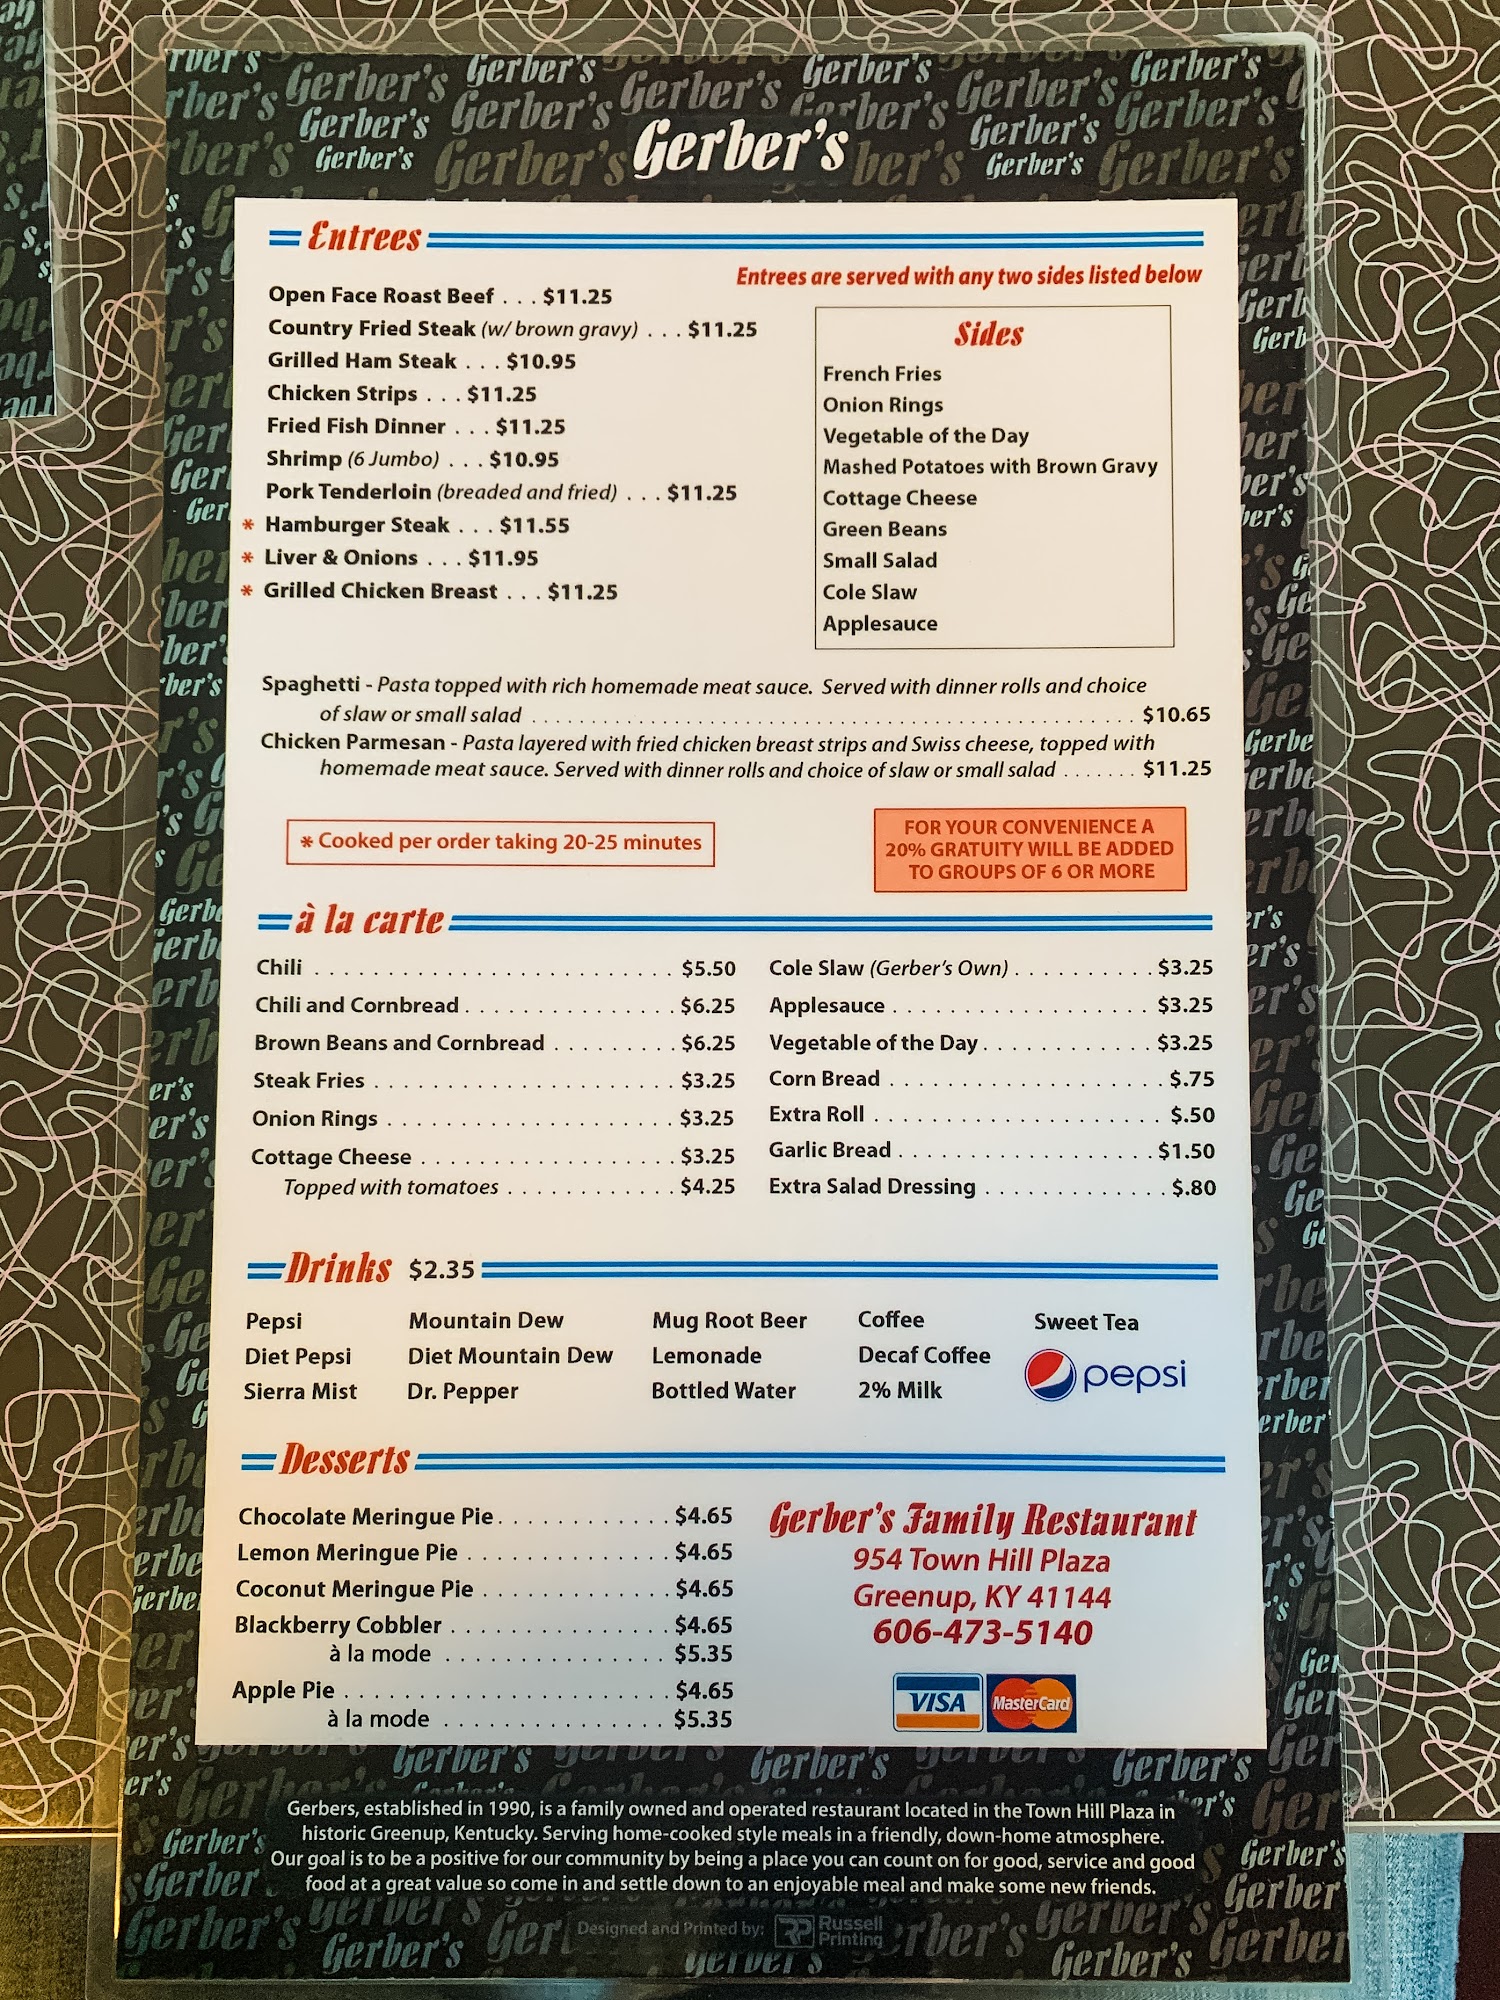 Gerber's
Entrees
Entrees are served with any two sides listed below
Open Face Roast Beef . . . $11.25
Country Fried Steak (w/ brown gravy) . . . $11.25
Grilled Ham Steak . . . $10.95
Chicken Strips . . . $11.25
Fried Fish Dinner . . . $11.25
Shrimp (6 Jumbo) . . . $10.95
Pork Tenderloin (breaded and fried) . . . $11.25
* Hamburger Steak . . . $11.55
* Liver & Onions . . . $11.95
* Grilled Chicken Breast . . . $11.25
Sides
French Fries
Onion Rings
Vegetable of the Day
Mashed Potatoes with Brown Gravy
Cottage Cheese
Green Beans
Small Salad
Cole Slaw
Applesauce
Spaghetti - Pasta topped with rich homemade meat sauce. Served with dinner rolls and choice
of slaw or small salad . . . $10.65
Chicken Parmesan - Pasta layered with fried chicken breast strips and Swiss cheese, topped with
homemade meat sauce. Served with dinner rolls and choice of slaw or small salad . . . . . . . $11.25
* Cooked per order taking 20-25 minutes
FOR YOUR CONVENIENCE A
20% GRATUITY WILL BE ADDED
TO GROUPS OF 6 OR MORE
à la carte
Chili . . . $5.50
Chili and Cornbread . . . $6.25
Brown Beans and Cornbread . . . $6.25
Steak Fries . . . $3.25
Onion Rings . . . $3.25
Cottage Cheese . . . $3.25
Topped with tomatoes . . . $4.25
Cole Slaw (Gerber's Own) . . . $3.25
Applesauce . . . $3.25
Vegetable of the Day . . . $3.25
Corn Bread . . . $.75
Extra Roll . . . $.50
Garlic Bread . . . $1.50
Extra Salad Dressing . . . $.80
Drinks $2.35
Pepsi
Diet Pepsi
Sierra Mist
Mountain Dew
Diet Mountain Dew
Dr. Pepper
Mug Root Beer
Lemonade
Bottled Water
Coffee
Decaf Coffee
2% Milk
Sweet Tea
pepsi
Desserts
Chocolate Meringue Pie . . . $4.65
Lemon Meringue Pie . . . $4.65
Coconut Meringue Pie . . . $4.65
Blackberry Cobbler . . . $4.65
à la mode . . . $5.35
Apple Pie . . . $4.65
à la mode . . . $5.35
Gerber's Family Restaurant
954 Town Hill Plaza
Greenup, KY 41144
606-473-5140
VISA MasterCard
Gerbers, established in 1990, is a family owned and operated restaurant located in the Town Hill Plaza in
historic Greenup, Kentucky. Serving home-cooked style meals in a friendly, down-home atmosphere.
Our goal is to be a positive for our community by being a place you can count on for good, service and good
food at a great value so come in and settle down to an enjoyable meal and make some new friends.
Designed and Printed by: RP Russell
Printing